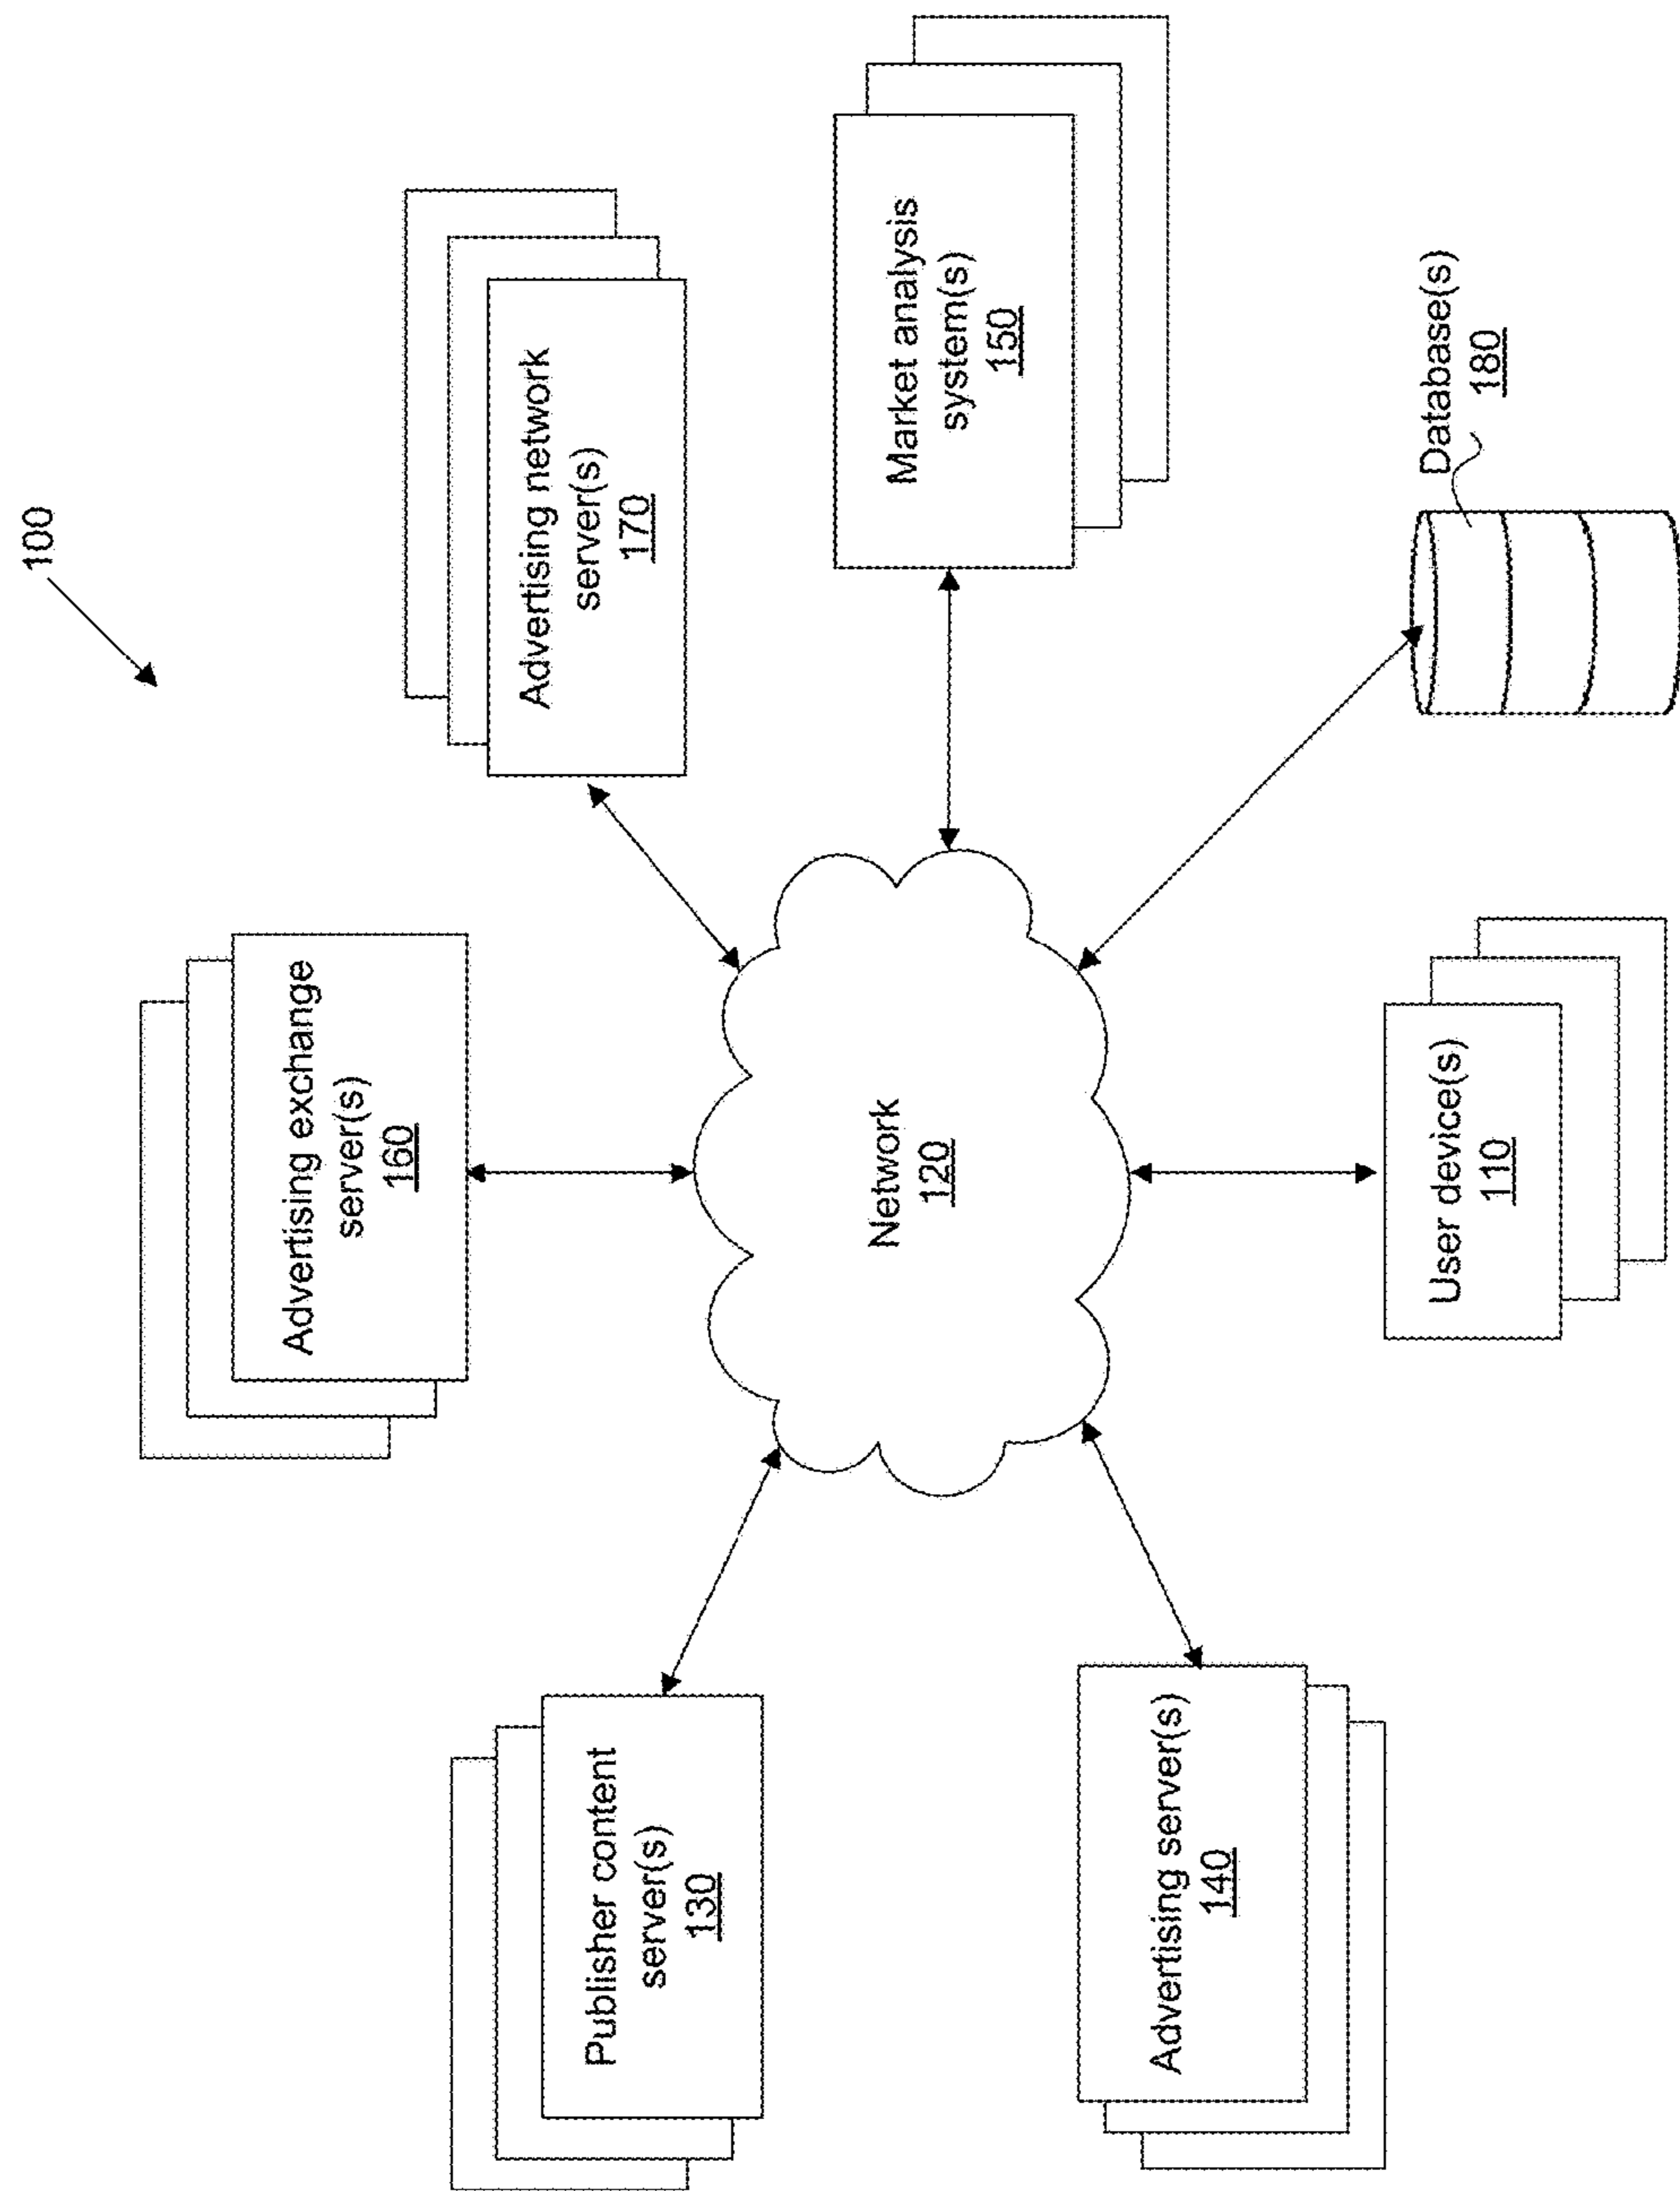 100
Advertising exchange
server(s)
160
Advertising network
server(s)
170
Publisher content
server(s)
130
Network
120
Market analysis
system(s)
150
Advertising server(s)
140
User device(s)
110
Database(s)
180